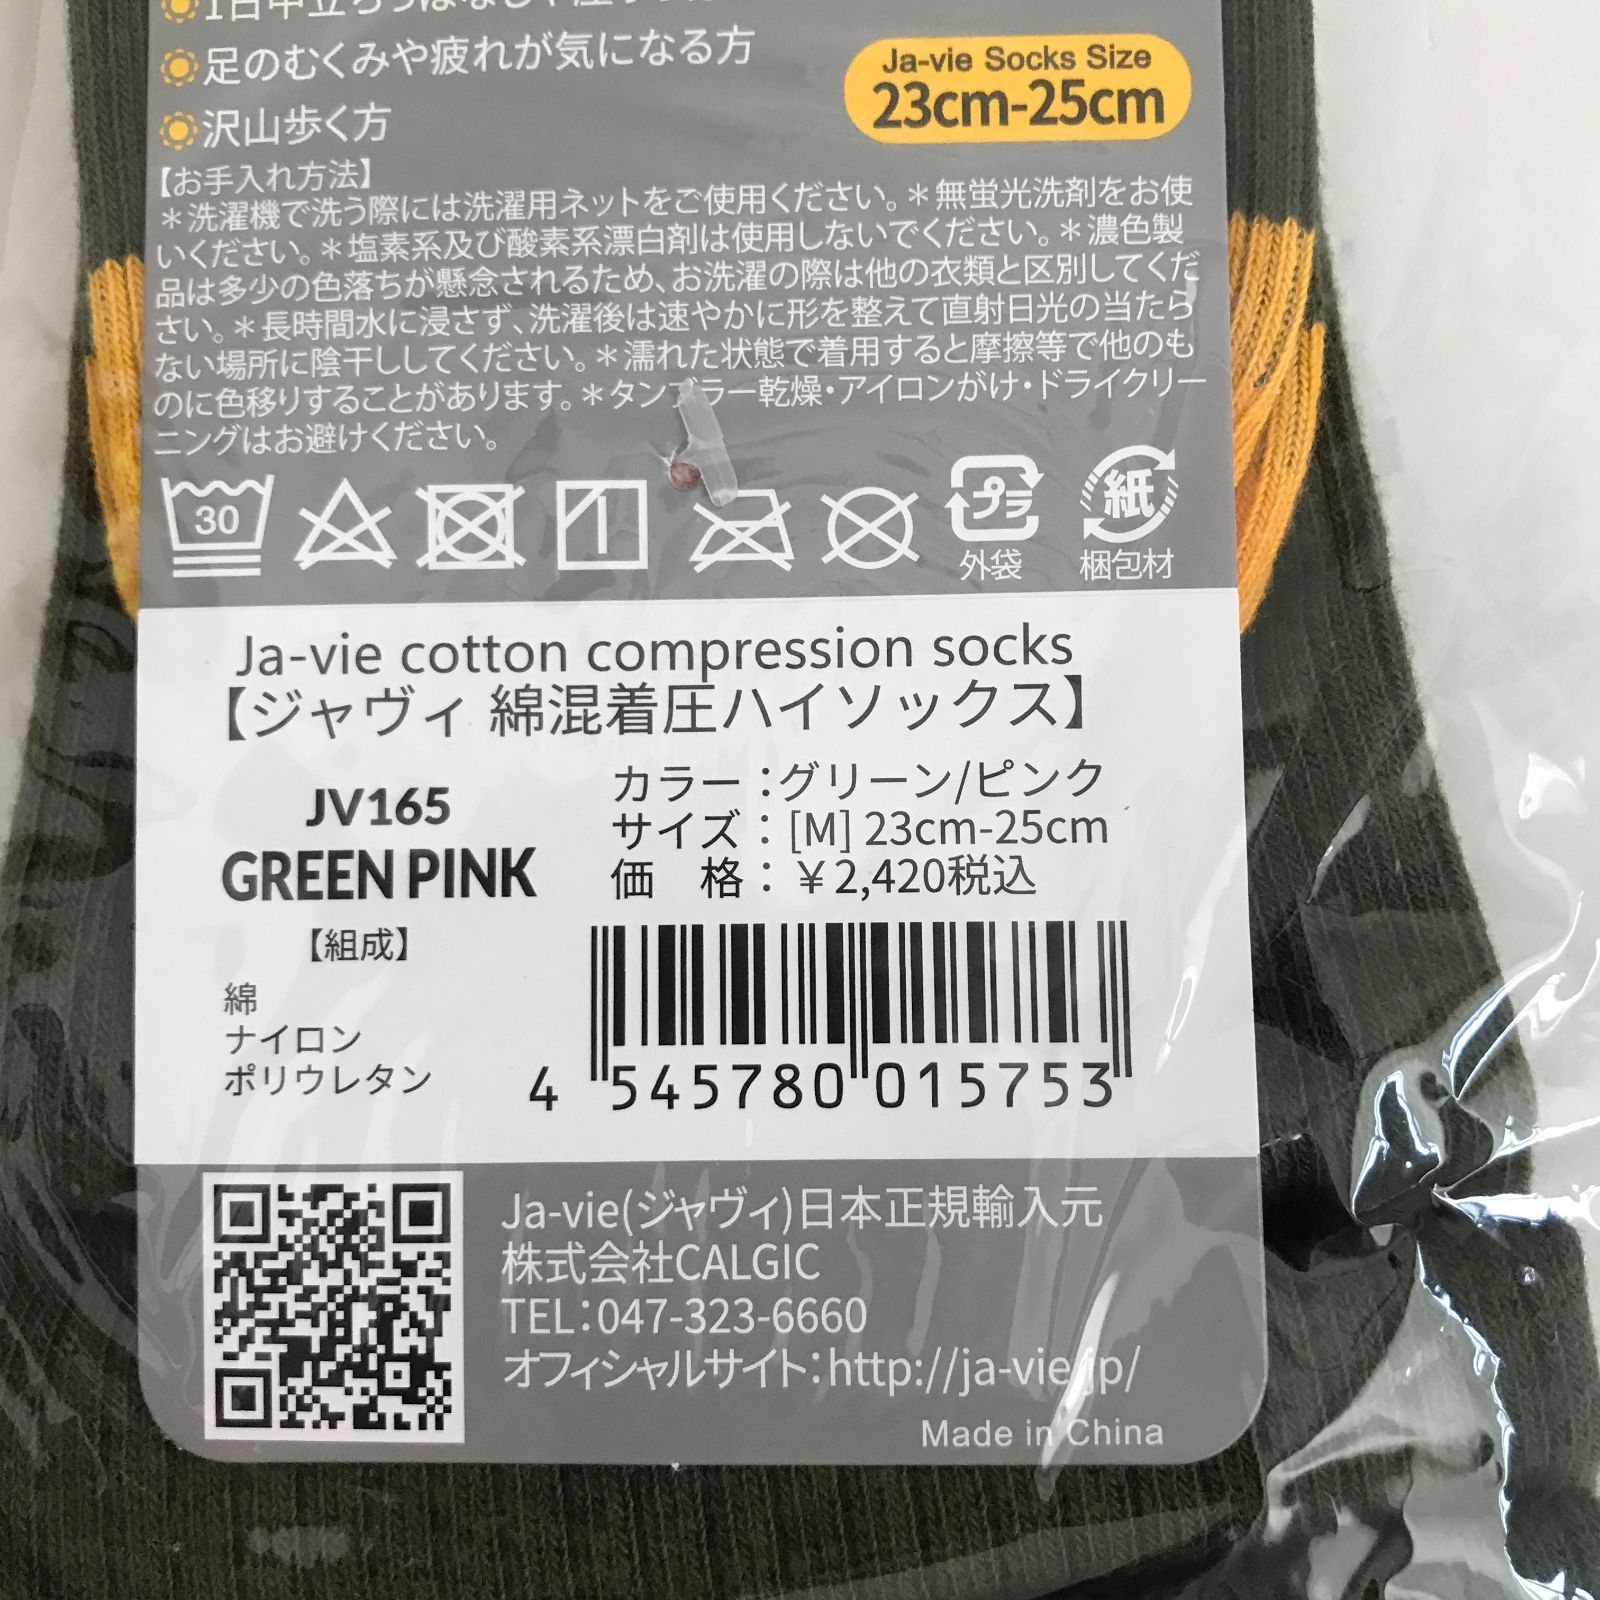 足のむくみや疲れが気になる方
沢山歩く方
Ja-vie Socks Size
23cm-25cm
【お手入れ方法】
＊洗濯機で洗う際には洗濯用ネットをご使用ください。＊無蛍光洗剤をお使
いください。＊塩素系及び酸素系漂白剤は使用しないでください。＊濃色製
品は多少の色落ちが懸念されるため、お洗濯の際は他の衣類と区別してくだ
さい。＊長時間水に浸さず、洗濯後は速やかに形を整えて直射日光の当たら
ない場所に陰干ししてください。＊濡れた状態で着用すると摩擦等で他のも
のに色移りすることがあります。＊タンブラー乾燥・アイロンがけ・ドライクリー
ニングはお避けください。
30
プラ
紙
外袋
梱包材
Ja-vie cotton compression socks
【ジャヴィ 綿混着圧ハイソックス】
JV165
GREEN PINK
カラー：グリーン/ピンク
サイズ：[M] 23cm-25cm
価　格：￥2,420税込
【組成】
綿
ナイロン
ポリウレタン
4 545780 015753
Ja-vie(ジャヴィ)日本正規輸入元
株式会社CALGIC
TEL：047-323-6660
オフィシャルサイト：http://ja-vie.jp/
Made in China